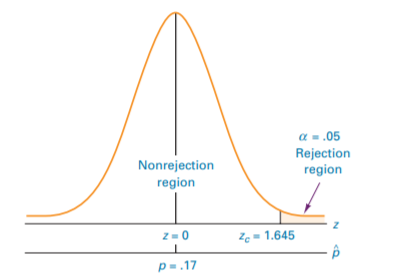 α = .05
Rejection
region
Nonrejection
region
z
z = 0
z_c = 1.645
p̂
p = .17